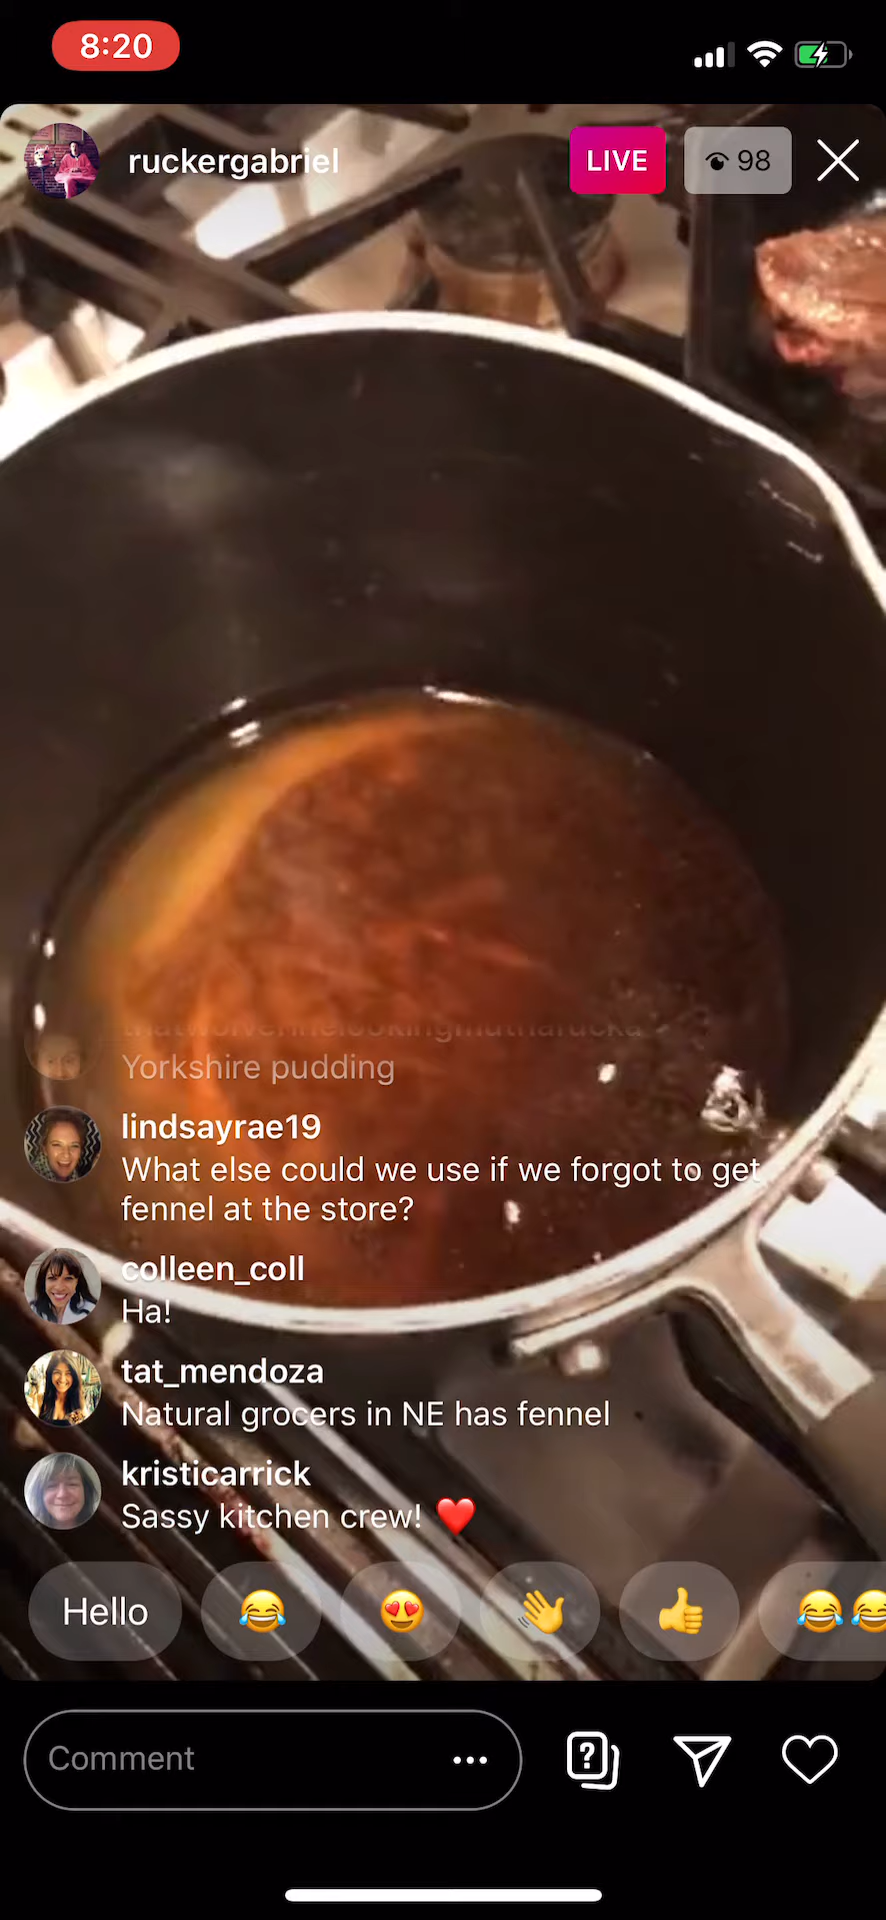 8:20
ruckergabriel
LIVE
98
Yorkshire pudding
lindsayrae19
What else could we use if we forgot to get
fennel at the store?
colleen_coll
Ha!
tat_mendoza
Natural grocers in NE has fennel
kristicarrick
Sassy kitchen crew! ❤️
Hello
Comment